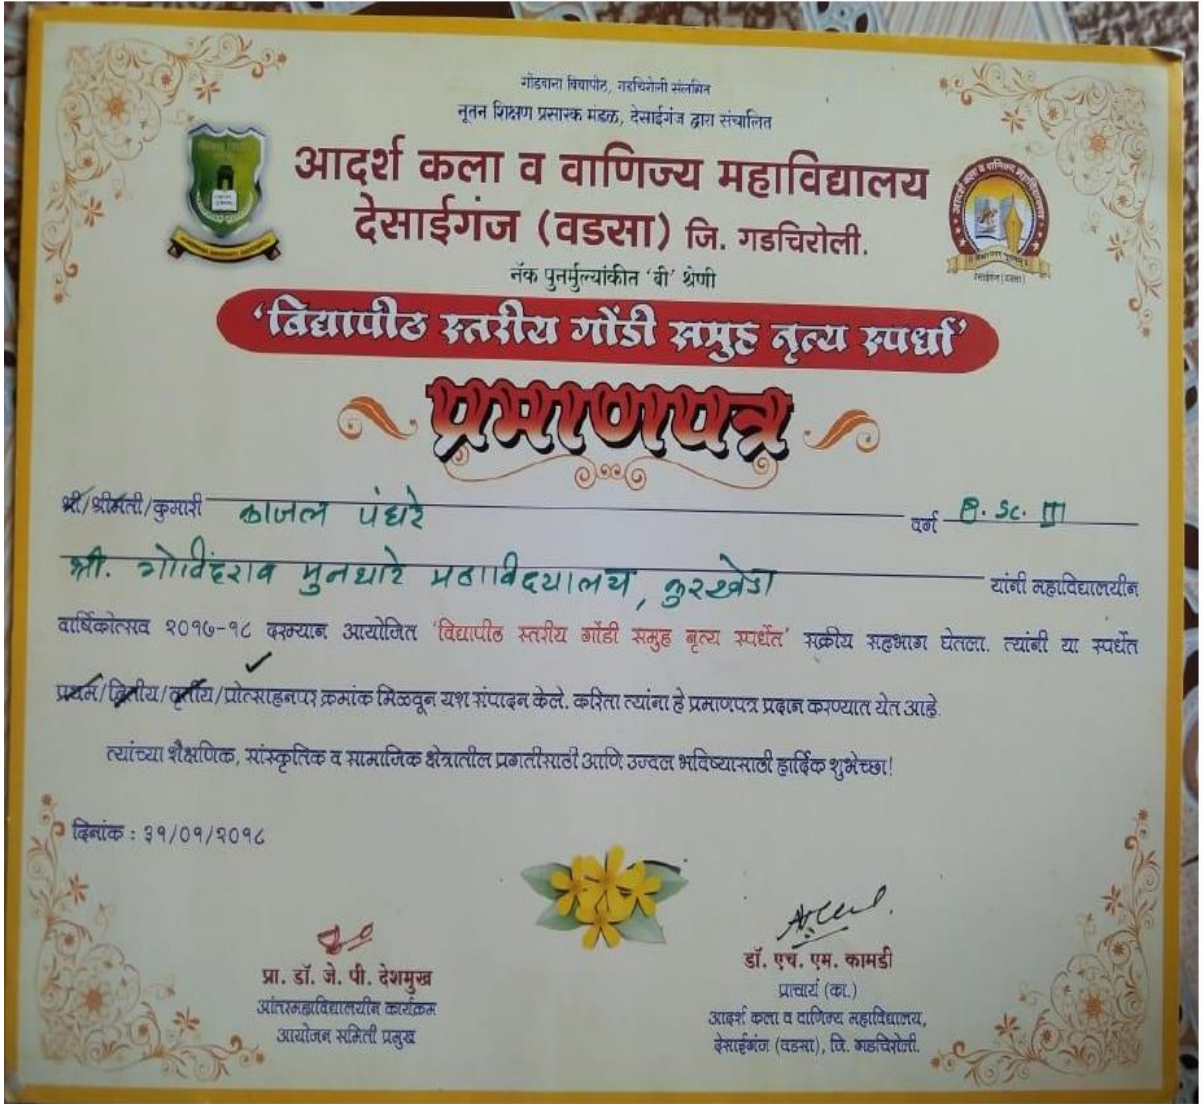 गोंडवाना विद्यापीठ, गडचिरोली संलग्नित
नूतन शिक्षण प्रसारक मंडळ, देसाईगंज द्वारा संचालित
आदर्श कला व वाणिज्य महाविद्यालय
देसाईगंज (वडसा) जि. गडचिरोली.
नॅक पुनर्मुल्यांकीत 'बी' श्रेणी
'विद्यापीठ स्तरीय गोंडी समुह नृत्य स्पर्धा'
प्रमाणपत्र
श्री/श्रीमती/कुमारी काजल पंधरे वर्ग B. Sc. III
श्री. गोविंदराव मुनघाटे महाविद्यालय, कुरखेडा यांनी महाविद्यालयीन
वार्षिकोत्सव २०१७-१८ दरम्यान आयोजित 'विद्यापीठ स्तरीय गोंडी समुह नृत्य स्पर्धेत' सक्रीय सहभाग घेतला. त्यांनी या स्पर्धेत
प्रथम/द्वितीय/तृतीय/प्रोत्साहनपर क्रमांक मिळवून यश संपादन केले. करिता त्यांना हे प्रमाणपत्र प्रदान करण्यात येत आहे.
त्यांच्या शैक्षणिक, सांस्कृतिक व सामाजिक क्षेत्रातील प्रगतीसाठी आणि उज्वल भविष्यासाठी हार्दिक शुभेच्छा!
दिनांक : ३१/०१/२०१८
प्रा. डॉ. जे. पी. देशमुख
आंतरमहाविद्यालयीन कार्यक्रम
आयोजन समिती प्रमुख
डॉ. एच. एम. कामडी
प्राचार्य (का.)
आदर्श कला व वाणिज्य महाविद्यालय,
देसाईगंज (वडसा), जि. गडचिरोली.